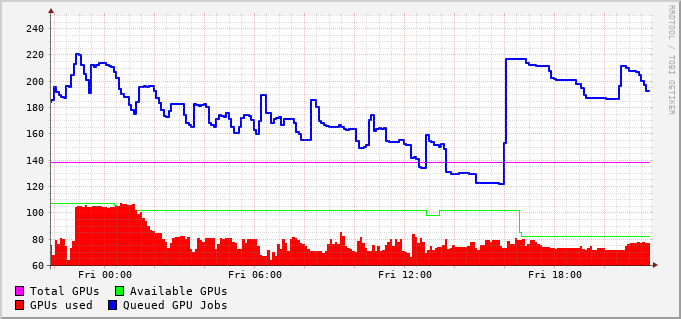 240
220
200
180
160
140
120
100
80
60
Fri 00:00 Fri 06:00 Fri 12:00 Fri 18:00
Total GPUs Available GPUs
GPUs used Queued GPU Jobs
RRDTOOL / TOBI OETIKER